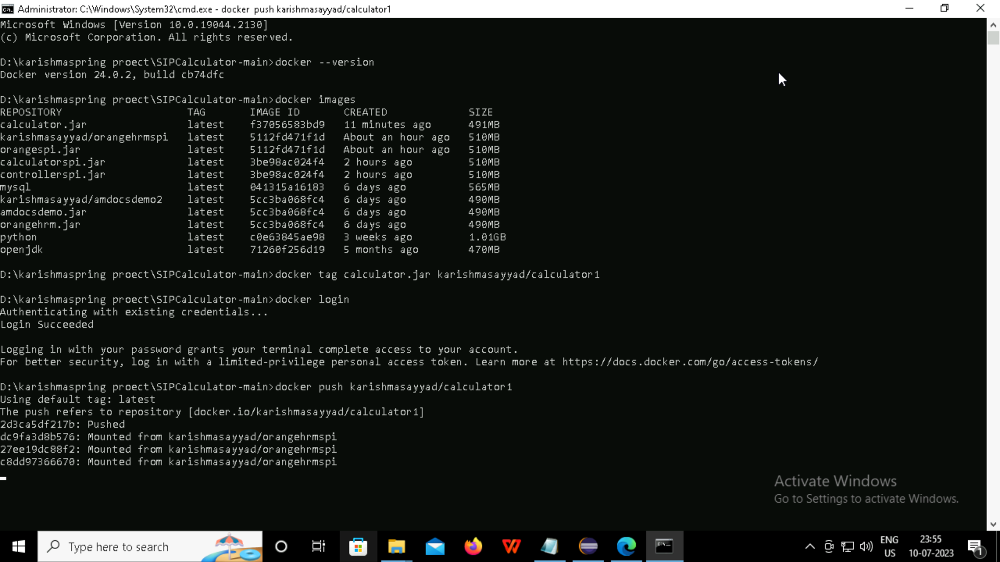 Administrator: C:\Windows\System32\cmd.exe - docker push karishmasayyad/calculator1
Microsoft Windows [Version 10.0.19044.2130]
(c) Microsoft Corporation. All rights reserved.
D:\karishmaspring proect\SIPCalculator-main>docker --version
Docker version 24.0.2, build cb74dfc
D:\karishmaspring proect\SIPCalculator-main>docker images
REPOSITORY TAG IMAGE ID CREATED SIZE
calculator.jar latest f37056583bd9 11 minutes ago 491MB
karishmasayyad/orangehrmspi latest 5112fd471f1d About an hour ago 510MB
orangespi.jar latest 5112fd471f1d About an hour ago 510MB
calculatorspi.jar latest 3be98ac024f4 2 hours ago 510MB
controllerspi.jar latest 3be98ac024f4 2 hours ago 510MB
mysql latest 041315a16183 6 days ago 565MB
karishmasayyad/amdocsdemo2 latest 5cc3ba068fc4 6 days ago 490MB
amdocsdemo.jar latest 5cc3ba068fc4 6 days ago 490MB
orangehrm.jar latest 5cc3ba068fc4 6 days ago 490MB
python latest c0e63845ae98 3 weeks ago 1.01GB
openjdk latest 71260f256d19 5 months ago 470MB
D:\karishmaspring proect\SIPCalculator-main>docker tag calculator.jar karishmasayyad/calculator1
D:\karishmaspring proect\SIPCalculator-main>docker login
Authenticating with existing credentials...
Login Succeeded
Logging in with your password grants your terminal complete access to your account.
For better security, log in with a limited-privilege personal access token. Learn more at https://docs.docker.com/go/access-tokens/
D:\karishmaspring proect\SIPCalculator-main>docker push karishmasayyad/calculator1
Using default tag: latest
The push refers to repository [docker.io/karishmasayyad/calculator1]
2d3ca5df217b: Pushed
dc9fa3d8b576: Mounted from karishmasayyad/orangehrmspi
27ee19dc88f2: Mounted from karishmasayyad/orangehrmspi
c8dd97366670: Mounted from karishmasayyad/orangehrmspi
Activate Windows
Go to Settings to activate Windows.
Type here to search
ENG
US
23:55
10-07-2023
1